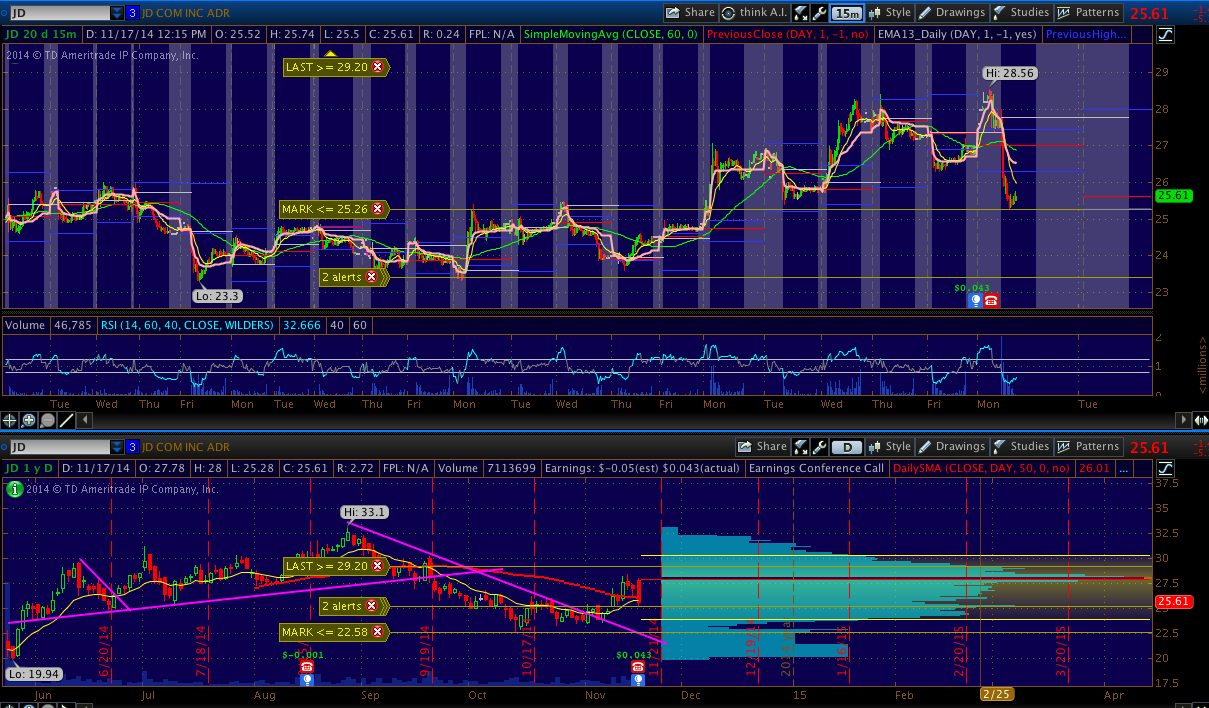 JD 3 JD COM INC ADR Share think A.I. 15m Style Drawings Studies Patterns 25.61
JD 20 d 15m D: 11/17/14 12:15 PM O: 25.52 H: 25.74 L: 25.5 C: 25.61 R: 0.24 FPL: N/A SimpleMovingAvg (CLOSE, 60, 0) PreviousClose (DAY, 1, -1, no) EMA13_Daily (DAY, 1, -1, yes) PreviousHigh...
2014 © TD Ameritrade IP Company, Inc.
LAST >= 29.20
Hi: 28.56
29
28
27
26
25.61
MARK <= 25.26
25
24
2 alerts
$0.043
Lo: 23.3
23
Volume 46,785 RSI (14, 60, 40, CLOSE, WILDERS) 32.666 40 60
2
1
0
<millions>
Tue Wed Thu Fri Mon Tue Wed Thu Fri Mon Tue Wed Thu Fri Mon Tue Wed Thu Fri Mon Tue
JD 3 JD COM INC ADR Share D Style Drawings Studies Patterns 25.61
JD 1 y D D: 11/17/14 O: 27.78 H: 28 L: 25.28 C: 25.61 R: 2.72 FPL: N/A Volume 7113699 Earnings: $-0.05(est) $0.043(actual) Earnings Conference Call DailySMA (CLOSE, DAY, 50, 0, no) 26.01 ...
2014 © TD Ameritrade IP Company, Inc.
37.5
35
Hi: 33.1
32.5
LAST >= 29.20
30
27.5
2 alerts
25.61
MARK <= 22.58
22.5
6/20/14
7/18/14
9/19/14
10/17/14
11/21/14
12/19/14
1/16/15
2/20/15
3/20/15
$-0.001
$0.043
20
Lo: 19.94
17.5
Jun Jul Aug Sep Oct Nov Dec 15 Feb 2/25 Apr